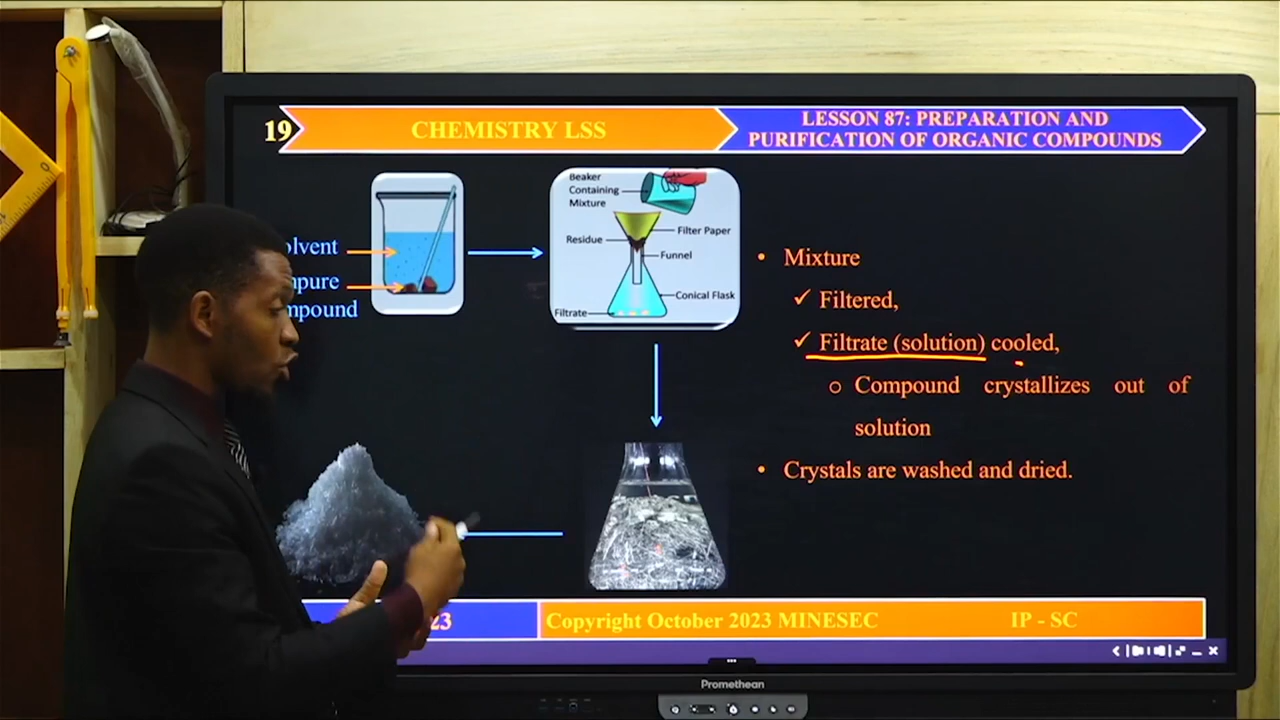 19
CHEMISTRY LSS
LESSON 87: PREPARATION AND
PURIFICATION OF ORGANIC COMPOUNDS
Beaker
Containing
Mixture
Filter Paper
Residue
Funnel
Conical Flask
Filtrate
• Mixture
✓ Filtered,
✓ Filtrate (solution) cooled,
o Compound crystallizes out of
solution
• Crystals are washed and dried.
23
Copyright October 2023 MINESEC
IP - SC
Promethean